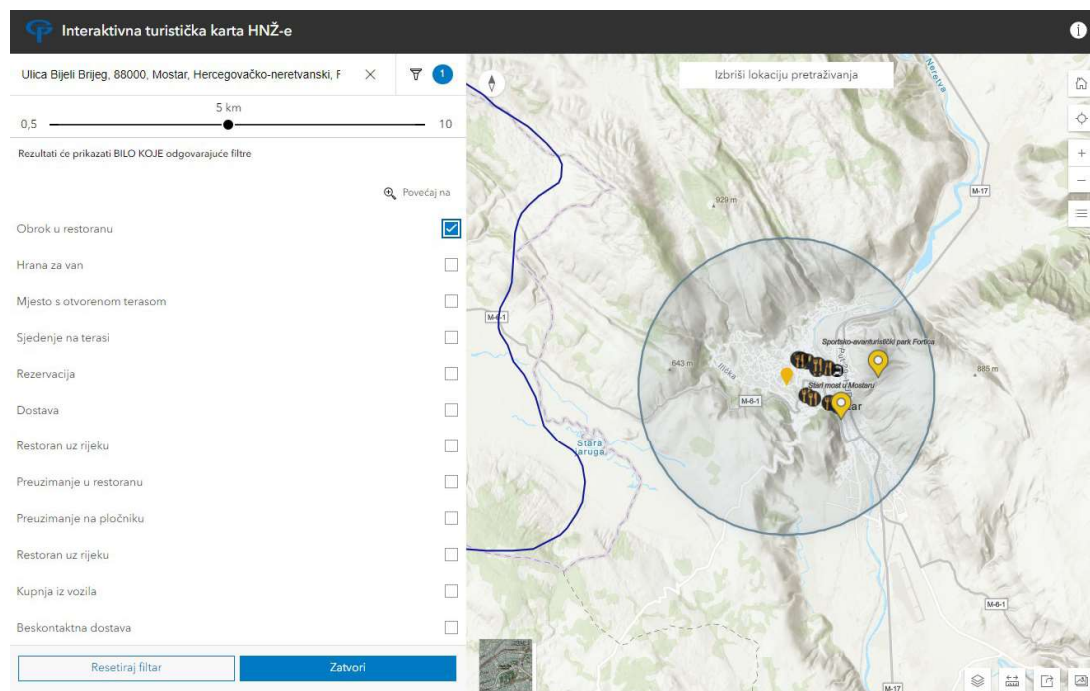 Interaktivna turistička karta HNŽ-e
Ulica Bijeli Brijeg, 88000, Mostar, Hercegovačko-neretvanski, F
1
5 km
0,5
10
Rezultati će prikazati BILO KOJE odgovarajuće filtre
Povećaj na
Obrok u restoranu
Hrana za van
Mjesto s otvorenom terasom
Sjedenje na terasi
Rezervacija
Dostava
Restoran uz rijeku
Preuzimanje u restoranu
Preuzimanje na pločniku
Restoran uz rijeku
Kupnja iz vozila
Beskontaktna dostava
Resetiraj filtar
Zatvori
Izbriši lokaciju pretraživanja
Neretva
M-17
929 m
M-6-1
Sportsko-avanturistički park Fortica
643 m
Ilićka
885 m
Stari most u Mostaru
M-6-1
ar
Stara
jaruga
M-6-1
M-17